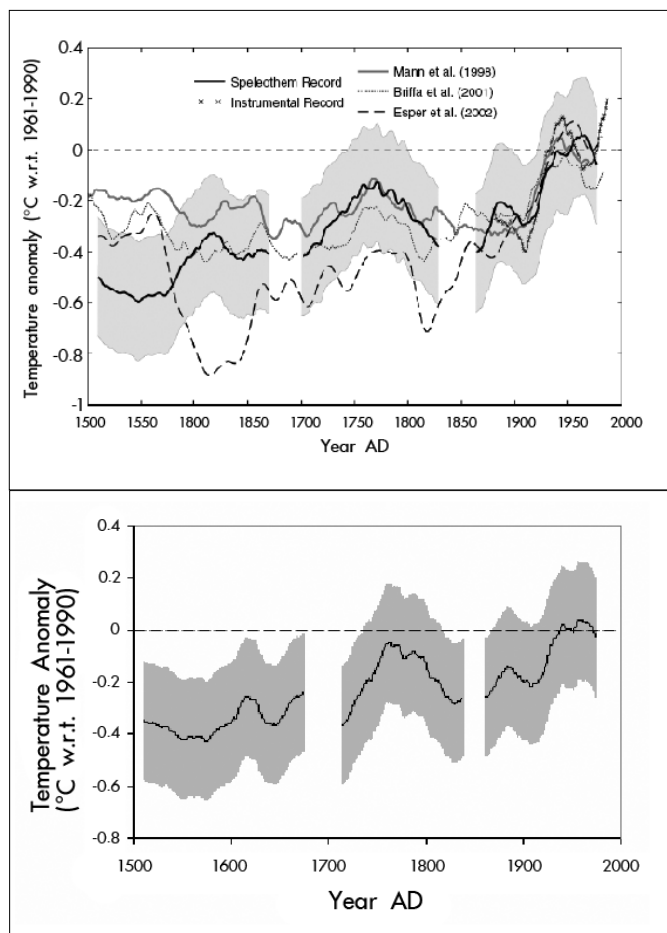 0.4
0.2
0
-0.2
-0.4
-0.6
-0.8
-1
Temperature anomaly (°C w.r.t. 1961-1990)
Spelecthem Record
Instrumental Record
Mann et al. (1998)
Briffa et al. (2001)
Esper et al. (2002)
1500 1550 1800 1850 1700 1750 1800 1850 1900 1950 2000
Year AD
0.4
0.2
0
-0.2
-0.4
-0.6
-0.8
Temperature Anomaly
(°C w.r.t. 1961-1990)
1500 1600 1700 1800 1900 2000
Year AD